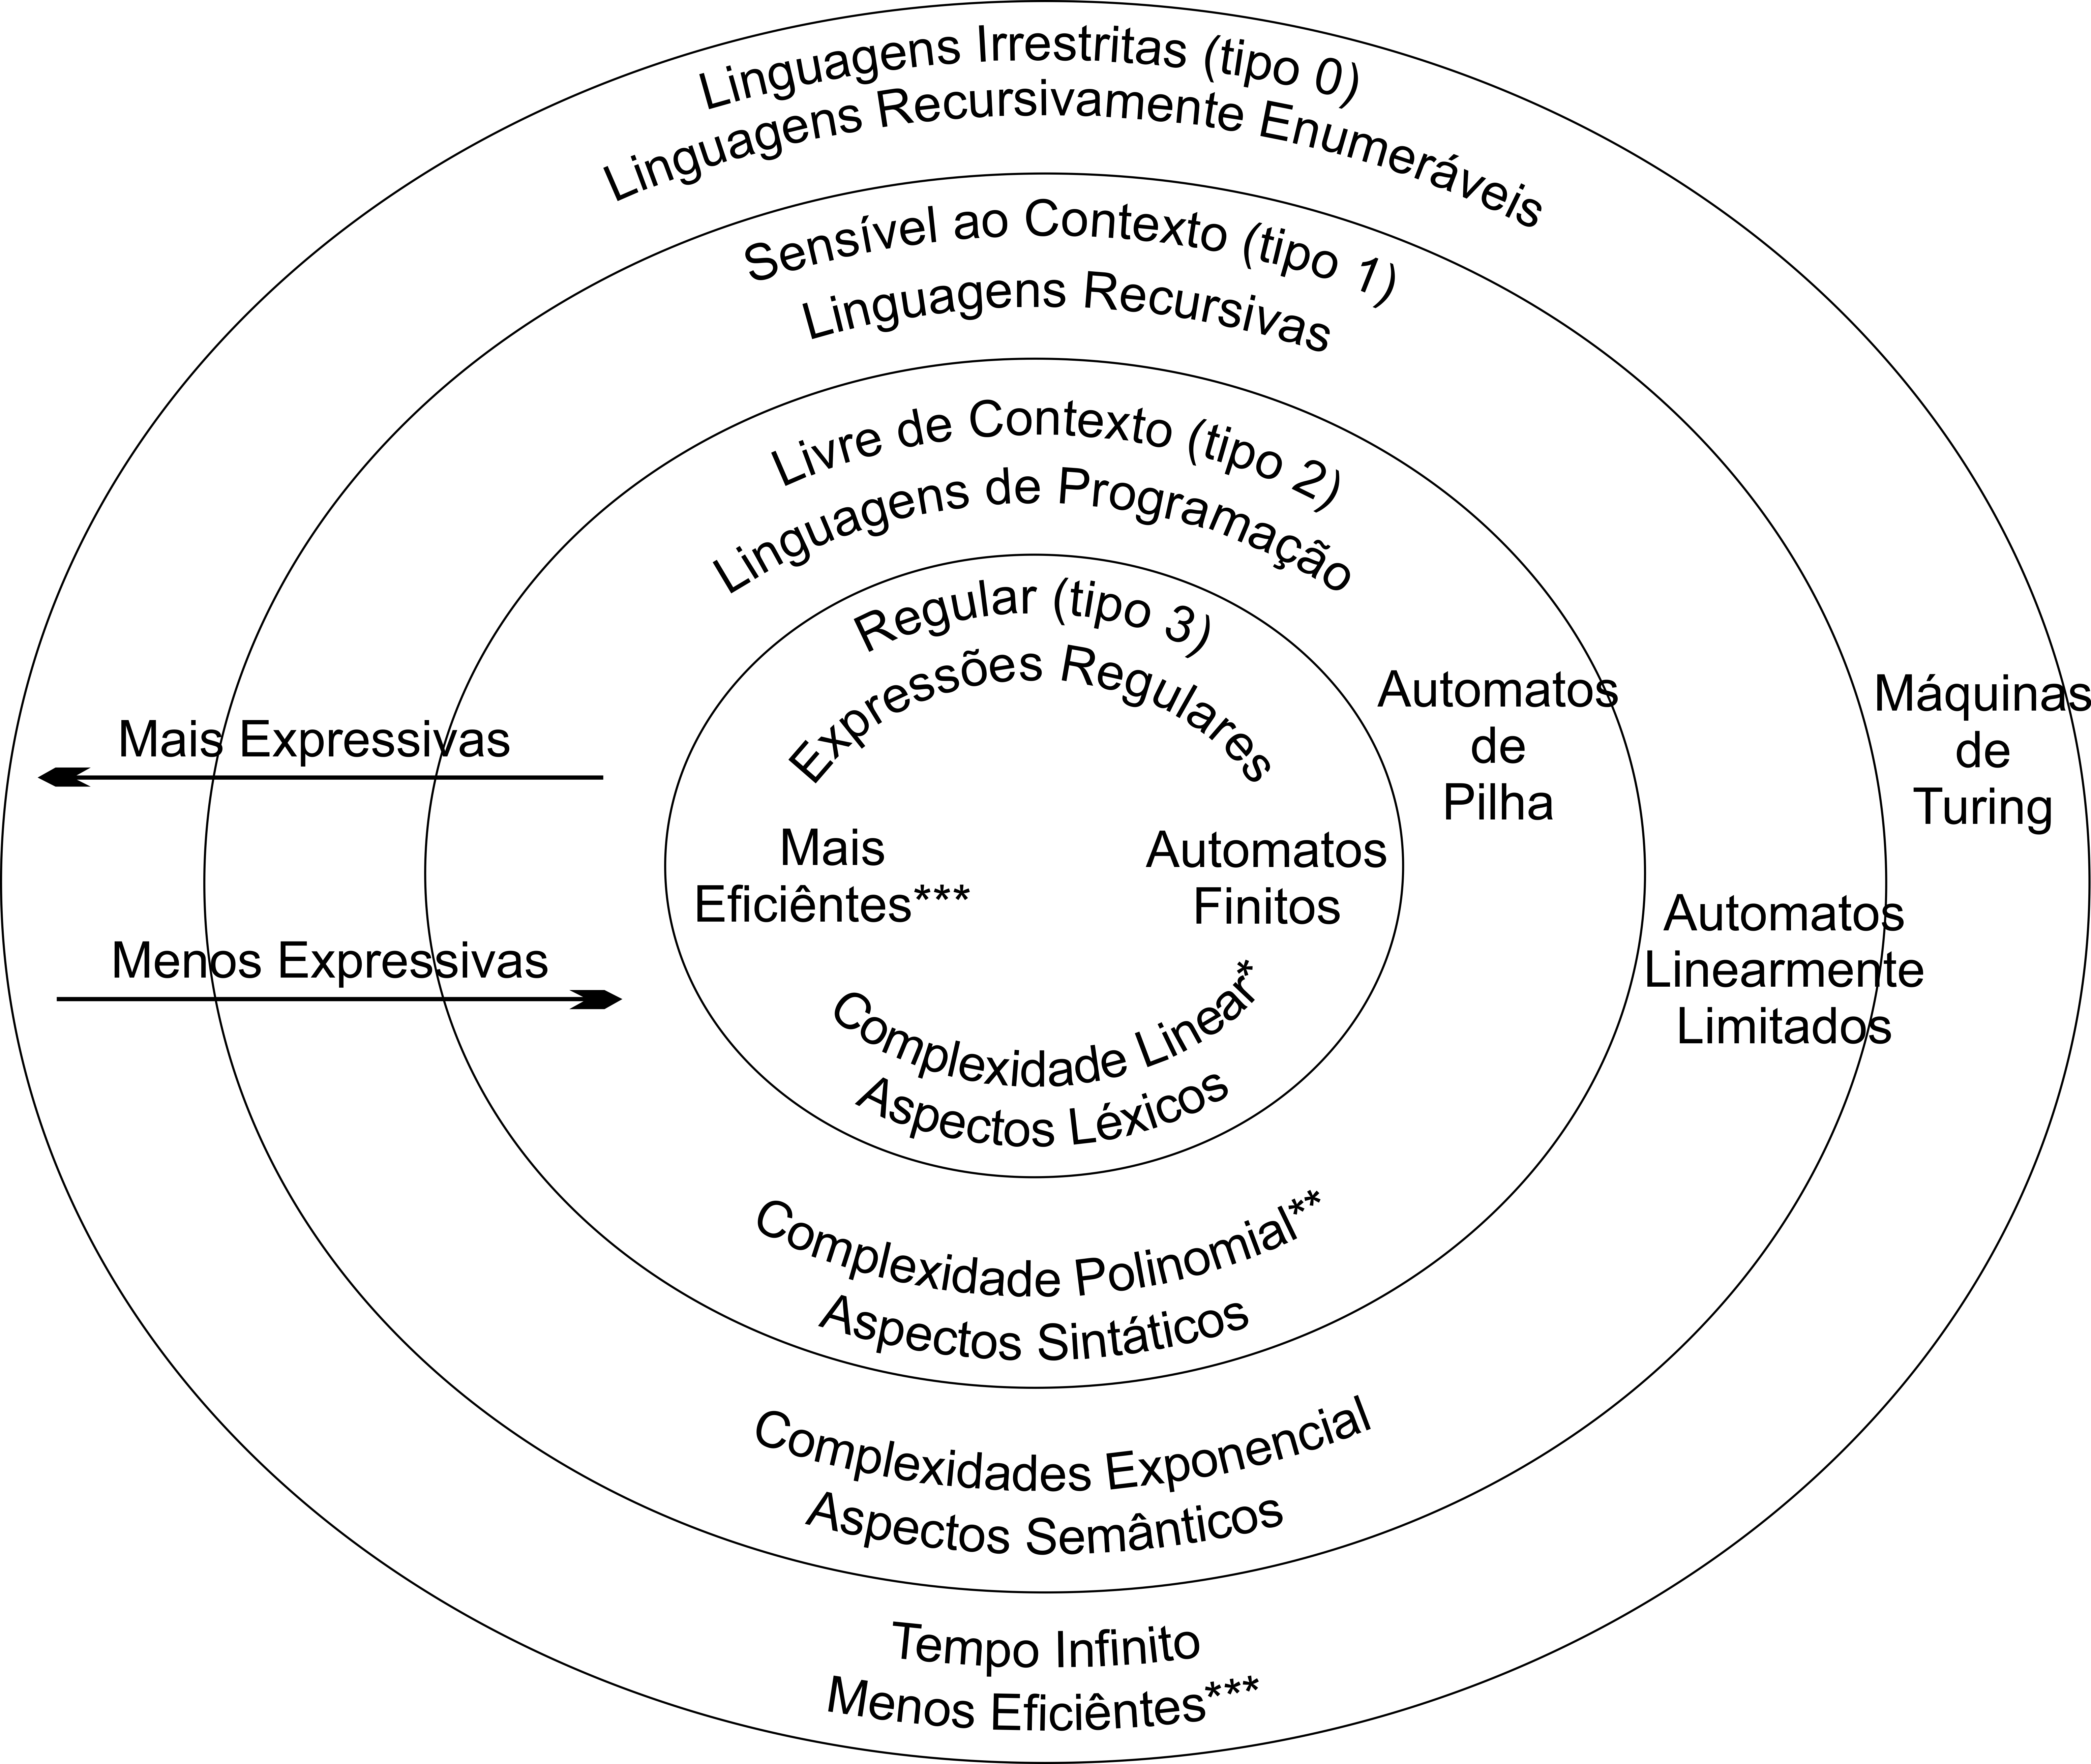 Linguagens Irrestritas (tipo 0)
Linguagens Recursivamente Enumeráveis
Sensível ao Contexto (tipo 1)
Linguagens Recursivas
Livre de Contexto (tipo 2)
Linguagens de Programação
Regular (tipo 3)
Expressões Regulares
Mais Expressivas
Menos Expressivas
Mais
Eficiêntes***
Automatos
Finitos
Automatos
de
Pilha
Automatos
Linearmente
Limitados
Máquinas
de
Turing
Complexidade Linear*
Aspectos Léxicos
Complexidade Polinomial**
Aspectos Sintáticos
Complexidades Exponencial
Aspectos Semânticos
Tempo Infinito
Menos Eficiêntes***